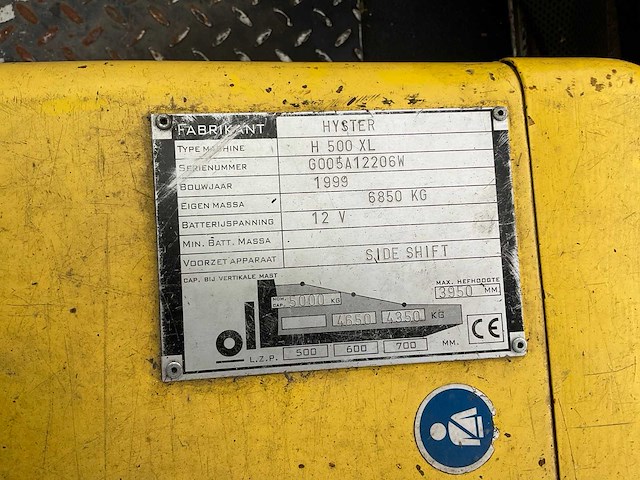 FABRIKANT HYSTER
TYPE MACHINE H 500 XL
SERIENUMMER G005A12206W
BOUWJAAR 1999
EIGEN MASSA 6850 KG
BATTERIJSPANNING 12 V
MIN. BATT. MASSA
VOORZET APPARAAT SIDE SHIFT
CAP. BIJ VERTIKALE MAST
MAX. HEFHOOGTE
NOM. CAP. 5000 KG 3950 MM.
4650 4350 KG
L.Z.P. 500 600 700 MM.
CE